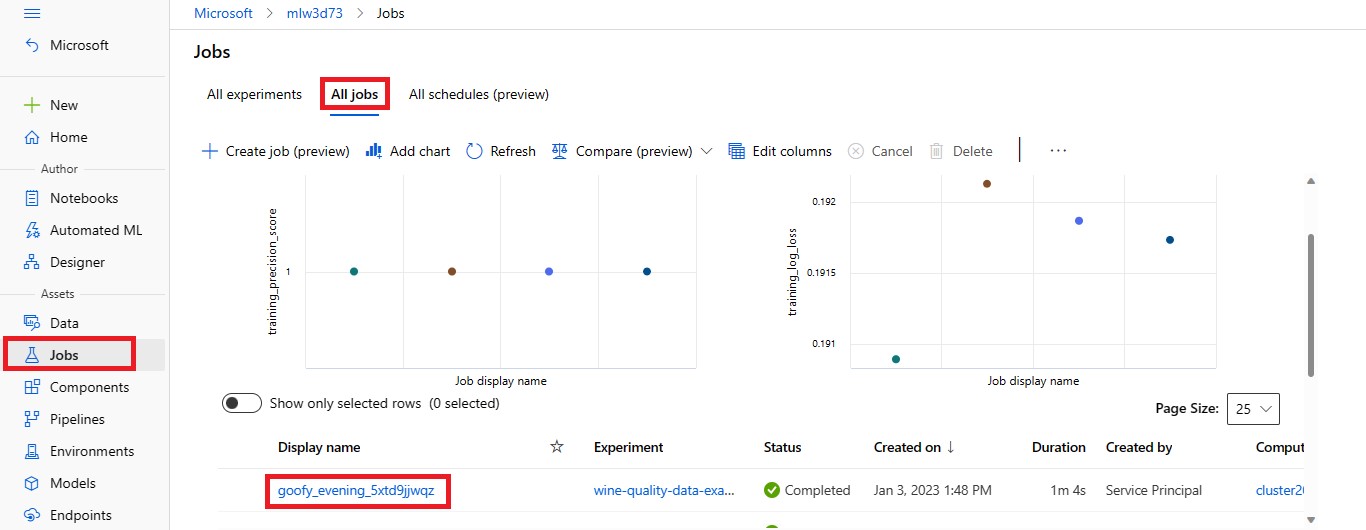 Microsoft > mlw3d73 > Jobs
Microsoft
New
Home
Author
Notebooks
Automated ML
Designer
Assets
Data
Jobs
Components
Pipelines
Environments
Models
Endpoints
Jobs
All experiments All jobs All schedules (preview)
Create job (preview) Add chart Refresh Compare (preview) Edit columns Cancel Delete ...
training_precision_score
1
Job display name
training_log_loss
0.192
0.1915
0.191
Job display name
Show only selected rows (0 selected)
Page Size: 25
Display name Experiment Status Created on ↓ Duration Created by Comput
goofy_evening_5xtd9jjwqz wine-quality-data-exa... Completed Jan 3, 2023 1:48 PM 1m 4s Service Principal cluster20